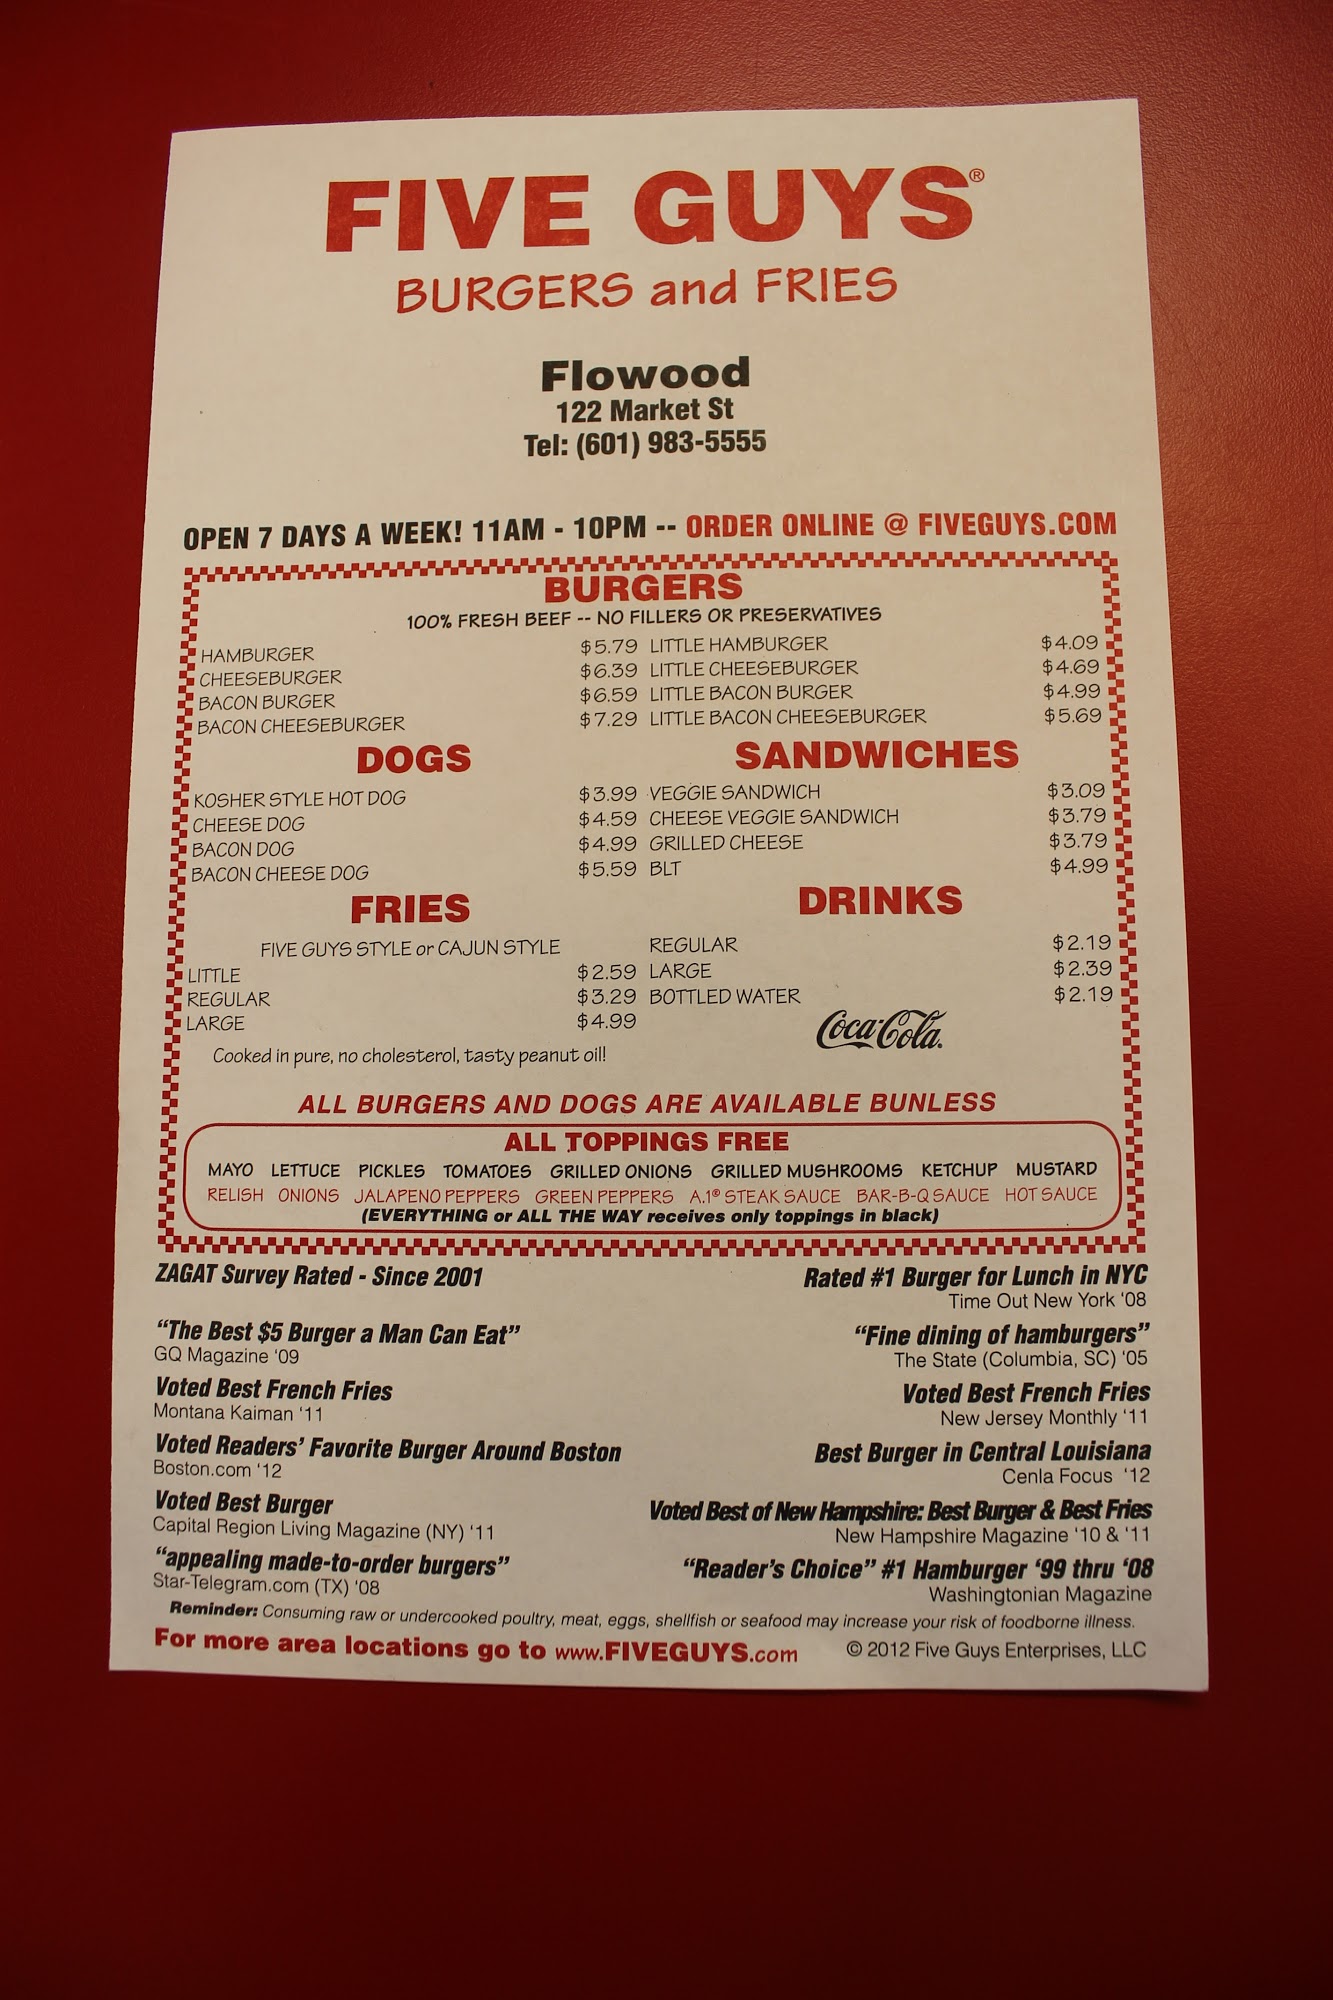 FIVE GUYS®
BURGERS and FRIES
Flowood
122 Market St
Tel: (601) 983-5555
OPEN 7 DAYS A WEEK! 11AM - 10PM -- ORDER ONLINE @ FIVEGUYS.COM
BURGERS
100% FRESH BEEF -- NO FILLERS OR PRESERVATIVES
HAMBURGER $5.79 LITTLE HAMBURGER $4.09
CHEESEBURGER $6.39 LITTLE CHEESEBURGER $4.69
BACON BURGER $6.59 LITTLE BACON BURGER $4.99
BACON CHEESEBURGER $7.29 LITTLE BACON CHEESEBURGER $5.69
DOGS SANDWICHES
KOSHER STYLE HOT DOG $3.99 VEGGIE SANDWICH $3.09
CHEESE DOG $4.59 CHEESE VEGGIE SANDWICH $3.79
BACON DOG $4.99 GRILLED CHEESE $3.79
BACON CHEESE DOG $5.59 BLT $4.99
FRIES DRINKS
FIVE GUYS STYLE or CAJUN STYLE REGULAR $2.19
LITTLE $2.59 LARGE $2.39
REGULAR $3.29 BOTTLED WATER $2.19
LARGE $4.99
Coca-Cola®
Cooked in pure, no cholesterol, tasty peanut oil!
ALL BURGERS AND DOGS ARE AVAILABLE BUNLESS
ALL TOPPINGS FREE
MAYO LETTUCE PICKLES TOMATOES GRILLED ONIONS GRILLED MUSHROOMS KETCHUP MUSTARD
RELISH ONIONS JALAPENO PEPPERS GREEN PEPPERS A.1® STEAK SAUCE BAR-B-Q SAUCE HOT SAUCE
(EVERYTHING or ALL THE WAY receives only toppings in black)
ZAGAT Survey Rated - Since 2001 Rated #1 Burger for Lunch in NYC
Time Out New York '08
"The Best $5 Burger a Man Can Eat" "Fine dining of hamburgers"
GQ Magazine '09 The State (Columbia, SC) '05
Voted Best French Fries Voted Best French Fries
Montana Kaiman '11 New Jersey Monthly '11
Voted Readers' Favorite Burger Around Boston Best Burger in Central Louisiana
Boston.com '12 Cenla Focus '12
Voted Best Burger Voted Best of New Hampshire: Best Burger & Best Fries
Capital Region Living Magazine (NY) '11 New Hampshire Magazine '10 & '11
"appealing made-to-order burgers" "Reader's Choice" #1 Hamburger '99 thru '08
Star-Telegram.com (TX) '08 Washingtonian Magazine
Reminder: Consuming raw or undercooked poultry, meat, eggs, shellfish or seafood may increase your risk of foodborne illness.
For more area locations go to www.FIVEGUYS.com © 2012 Five Guys Enterprises, LLC